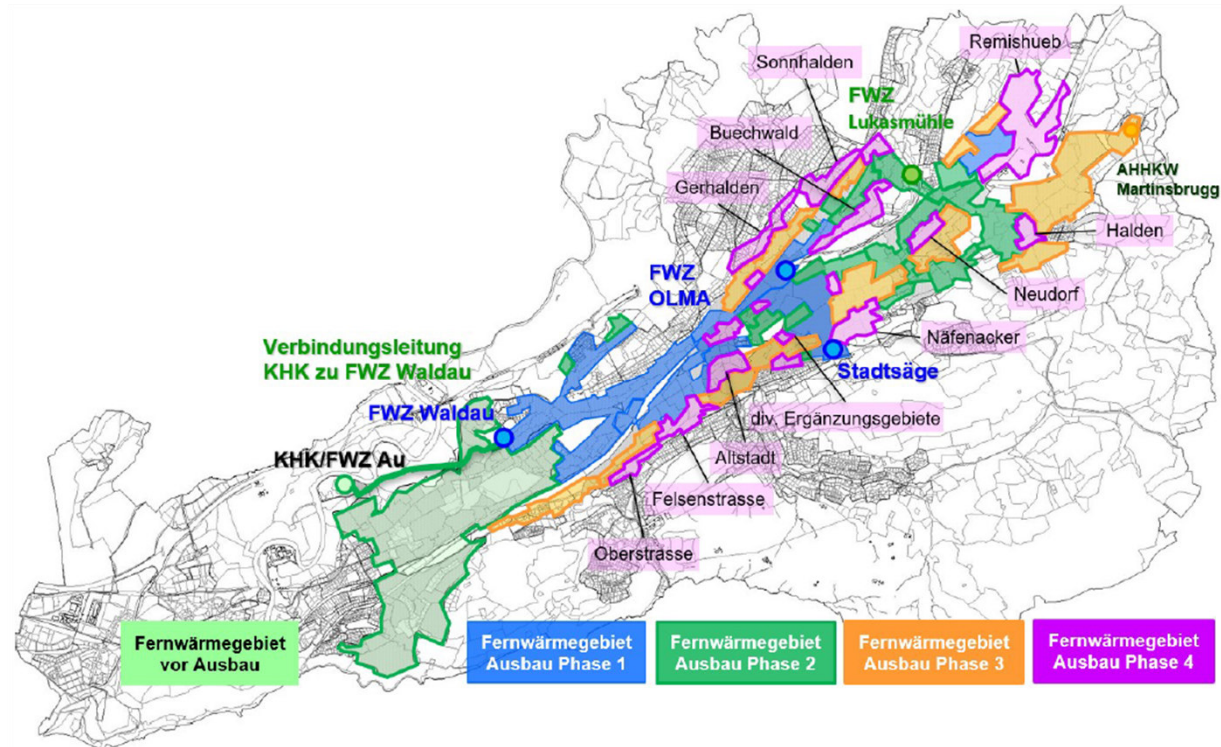 Remishueb
Sonnhalden
FWZ
Lukasmühle
Buechwald
Gerhalden
AHHKW
Martinsbrugg
Halden
FWZ
OLMA
Neudorf
Näfenacker
Verbindungsleitung
KHK zu FWZ Waldau
Stadtsäge
FWZ Waldau
div. Ergänzungsgebiete
KHK/FWZ Au
Altstadt
Felsenstrasse
Oberstrasse
Fernwärmegebiet
vor Ausbau
Fernwärmegebiet
Ausbau Phase 1
Fernwärmegebiet
Ausbau Phase 2
Fernwärmegebiet
Ausbau Phase 3
Fernwärmegebiet
Ausbau Phase 4